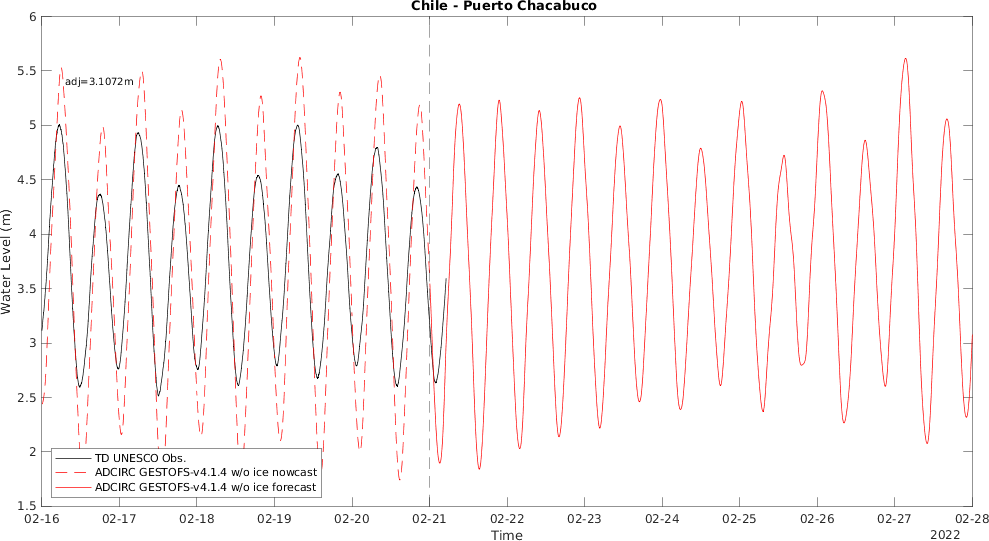 Chile - Puerto Chacabuco
6
5.5
5
4.5
4
3.5
3
2.5
2
1.5
Water Level (m)
adj=3.1072m
TD UNESCO Obs.
ADCIRC GESTOFS-v4.1.4 w/o ice nowcast
ADCIRC GESTOFS-v4.1.4 w/o ice forecast
02-16 02-17 02-18 02-19 02-20 02-21 02-22 02-23 02-24 02-25 02-26 02-27 02-28
Time
2022